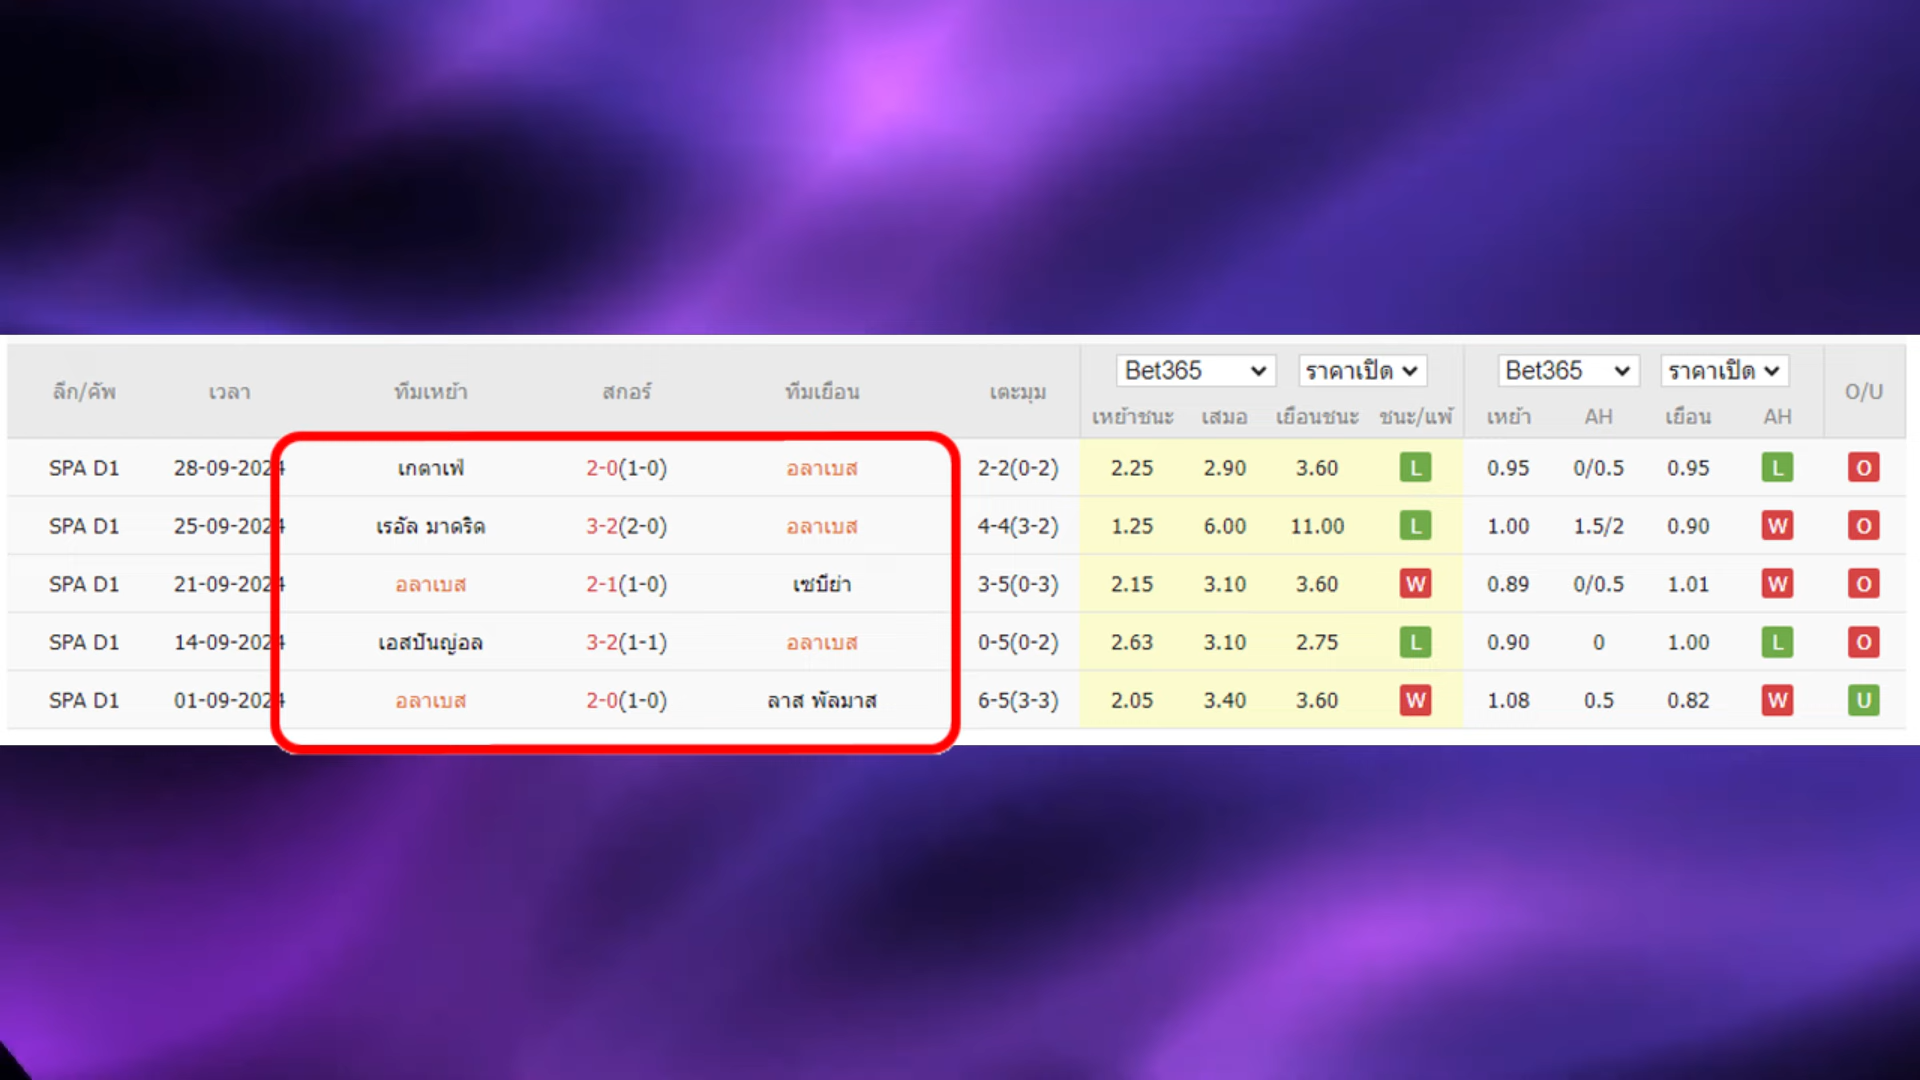 ลีก/คัพ เวลา ทีมเหย้า สกอร์ ทีมเยือน เตะมุม Bet365 ราคาเปิด Bet365 ราคาเปิด O/U
เหย้าชนะ เสมอ เยือนชนะ ชนะ/แพ้ เหย้า AH เยือน AH
SPA D1 28-09-2024 เกตาเฟ่ 2-0(1-0) อลาเบส 2-2(0-2) 2.25 2.90 3.60 L 0.95 0/0.5 0.95 L O
SPA D1 25-09-2024 เรอัล มาดริด 3-2(2-0) อลาเบส 4-4(3-2) 1.25 6.00 11.00 L 1.00 1.5/2 0.90 W O
SPA D1 21-09-2024 อลาเบส 2-1(1-0) เซบีย่า 3-5(0-3) 2.15 3.10 3.60 W 0.89 0/0.5 1.01 W O
SPA D1 14-09-2024 เอสปันญ่อล 3-2(1-1) อลาเบส 0-5(0-2) 2.63 3.10 2.75 L 0.90 0 1.00 L O
SPA D1 01-09-2024 อลาเบส 2-0(1-0) ลาส พัลมาส 6-5(3-3) 2.05 3.40 3.60 W 1.08 0.5 0.82 W U